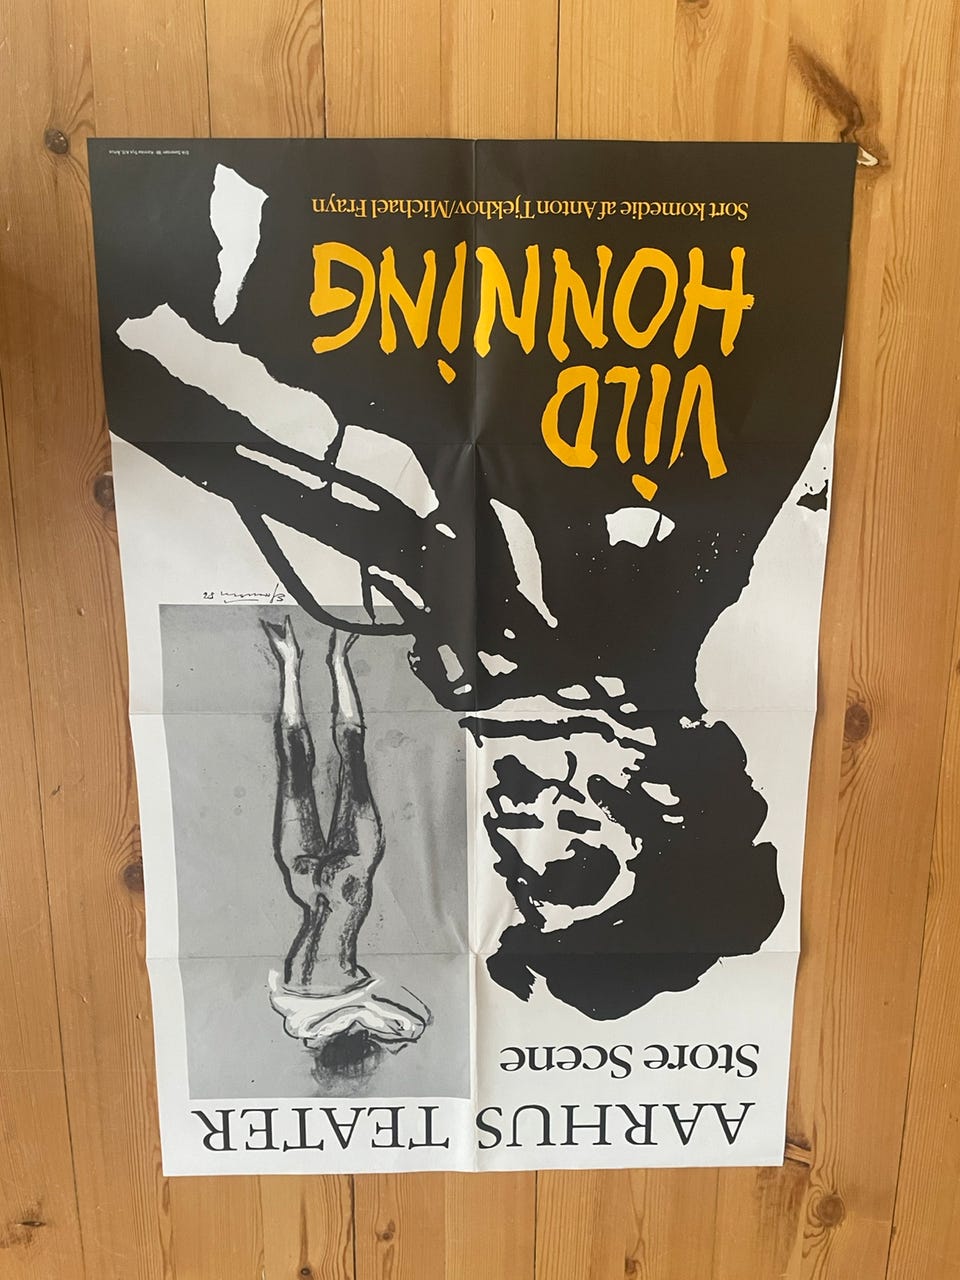 AARHUS TEATER
Store Scene
VILD
HONNING
Sort komedie af Anton Tjekhov/Michael Frayn